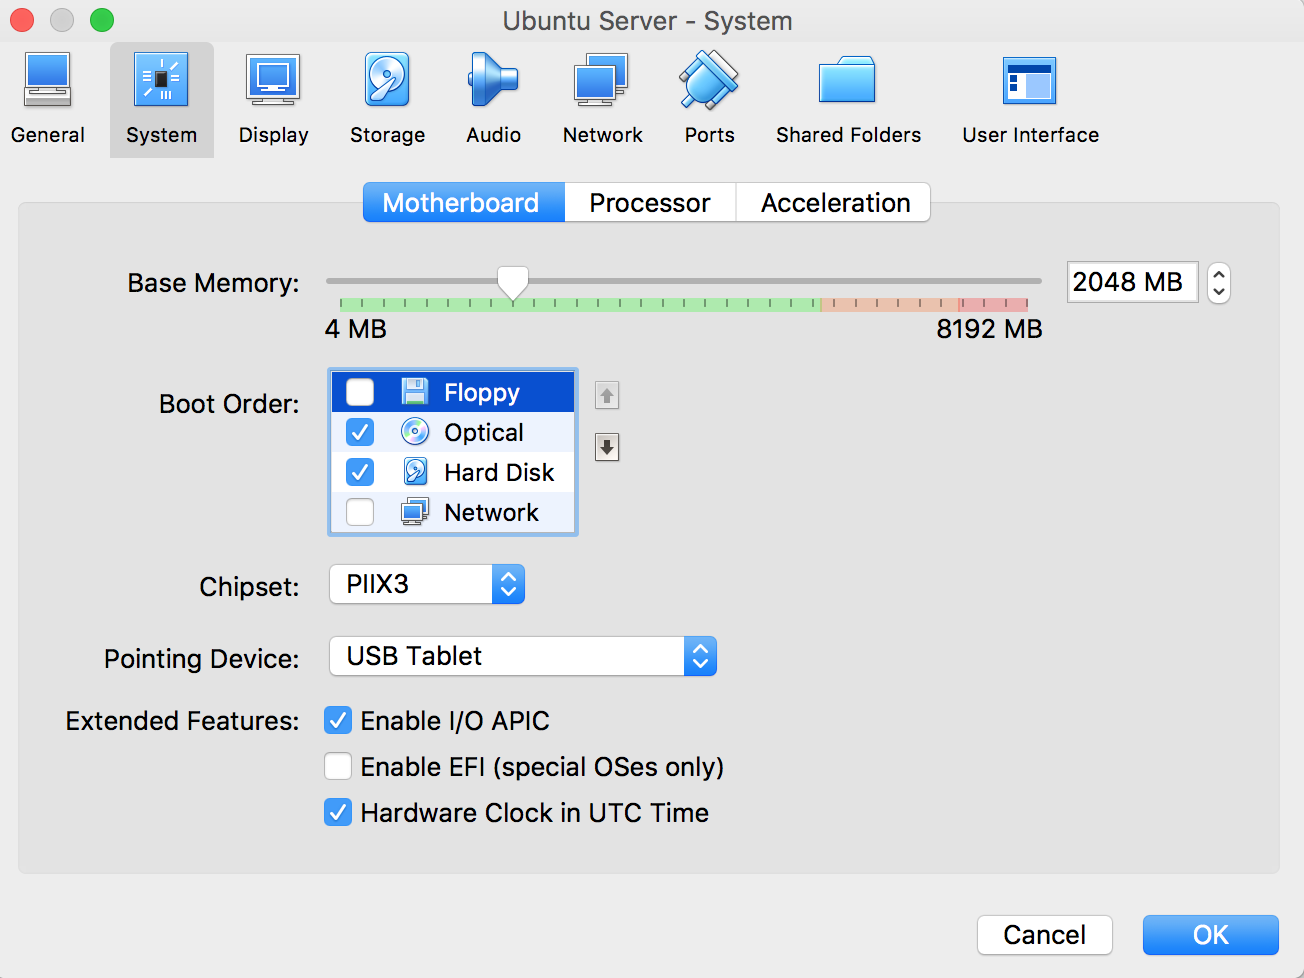 Ubuntu Server - System
General System Display Storage Audio Network Ports Shared Folders User Interface
Motherboard Processor Acceleration
Base Memory: 2048 MB
4 MB 8192 MB
Boot Order: Floppy
Optical
Hard Disk
Network
Chipset: PIIX3
Pointing Device: USB Tablet
Extended Features: Enable I/O APIC
Enable EFI (special OSes only)
Hardware Clock in UTC Time
Cancel OK